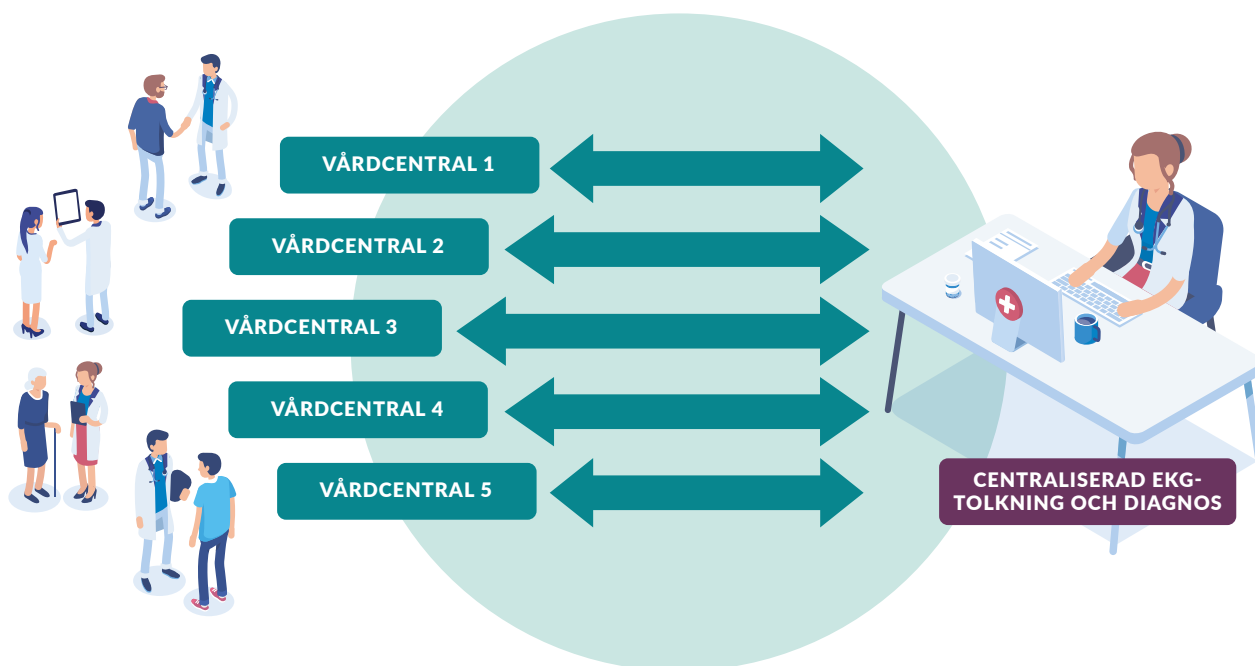 VÅRDCENTRAL 1
VÅRDCENTRAL 2
VÅRDCENTRAL 3
VÅRDCENTRAL 4
VÅRDCENTRAL 5
CENTRALISERAD EKG-
TOLKNING OCH DIAGNOS